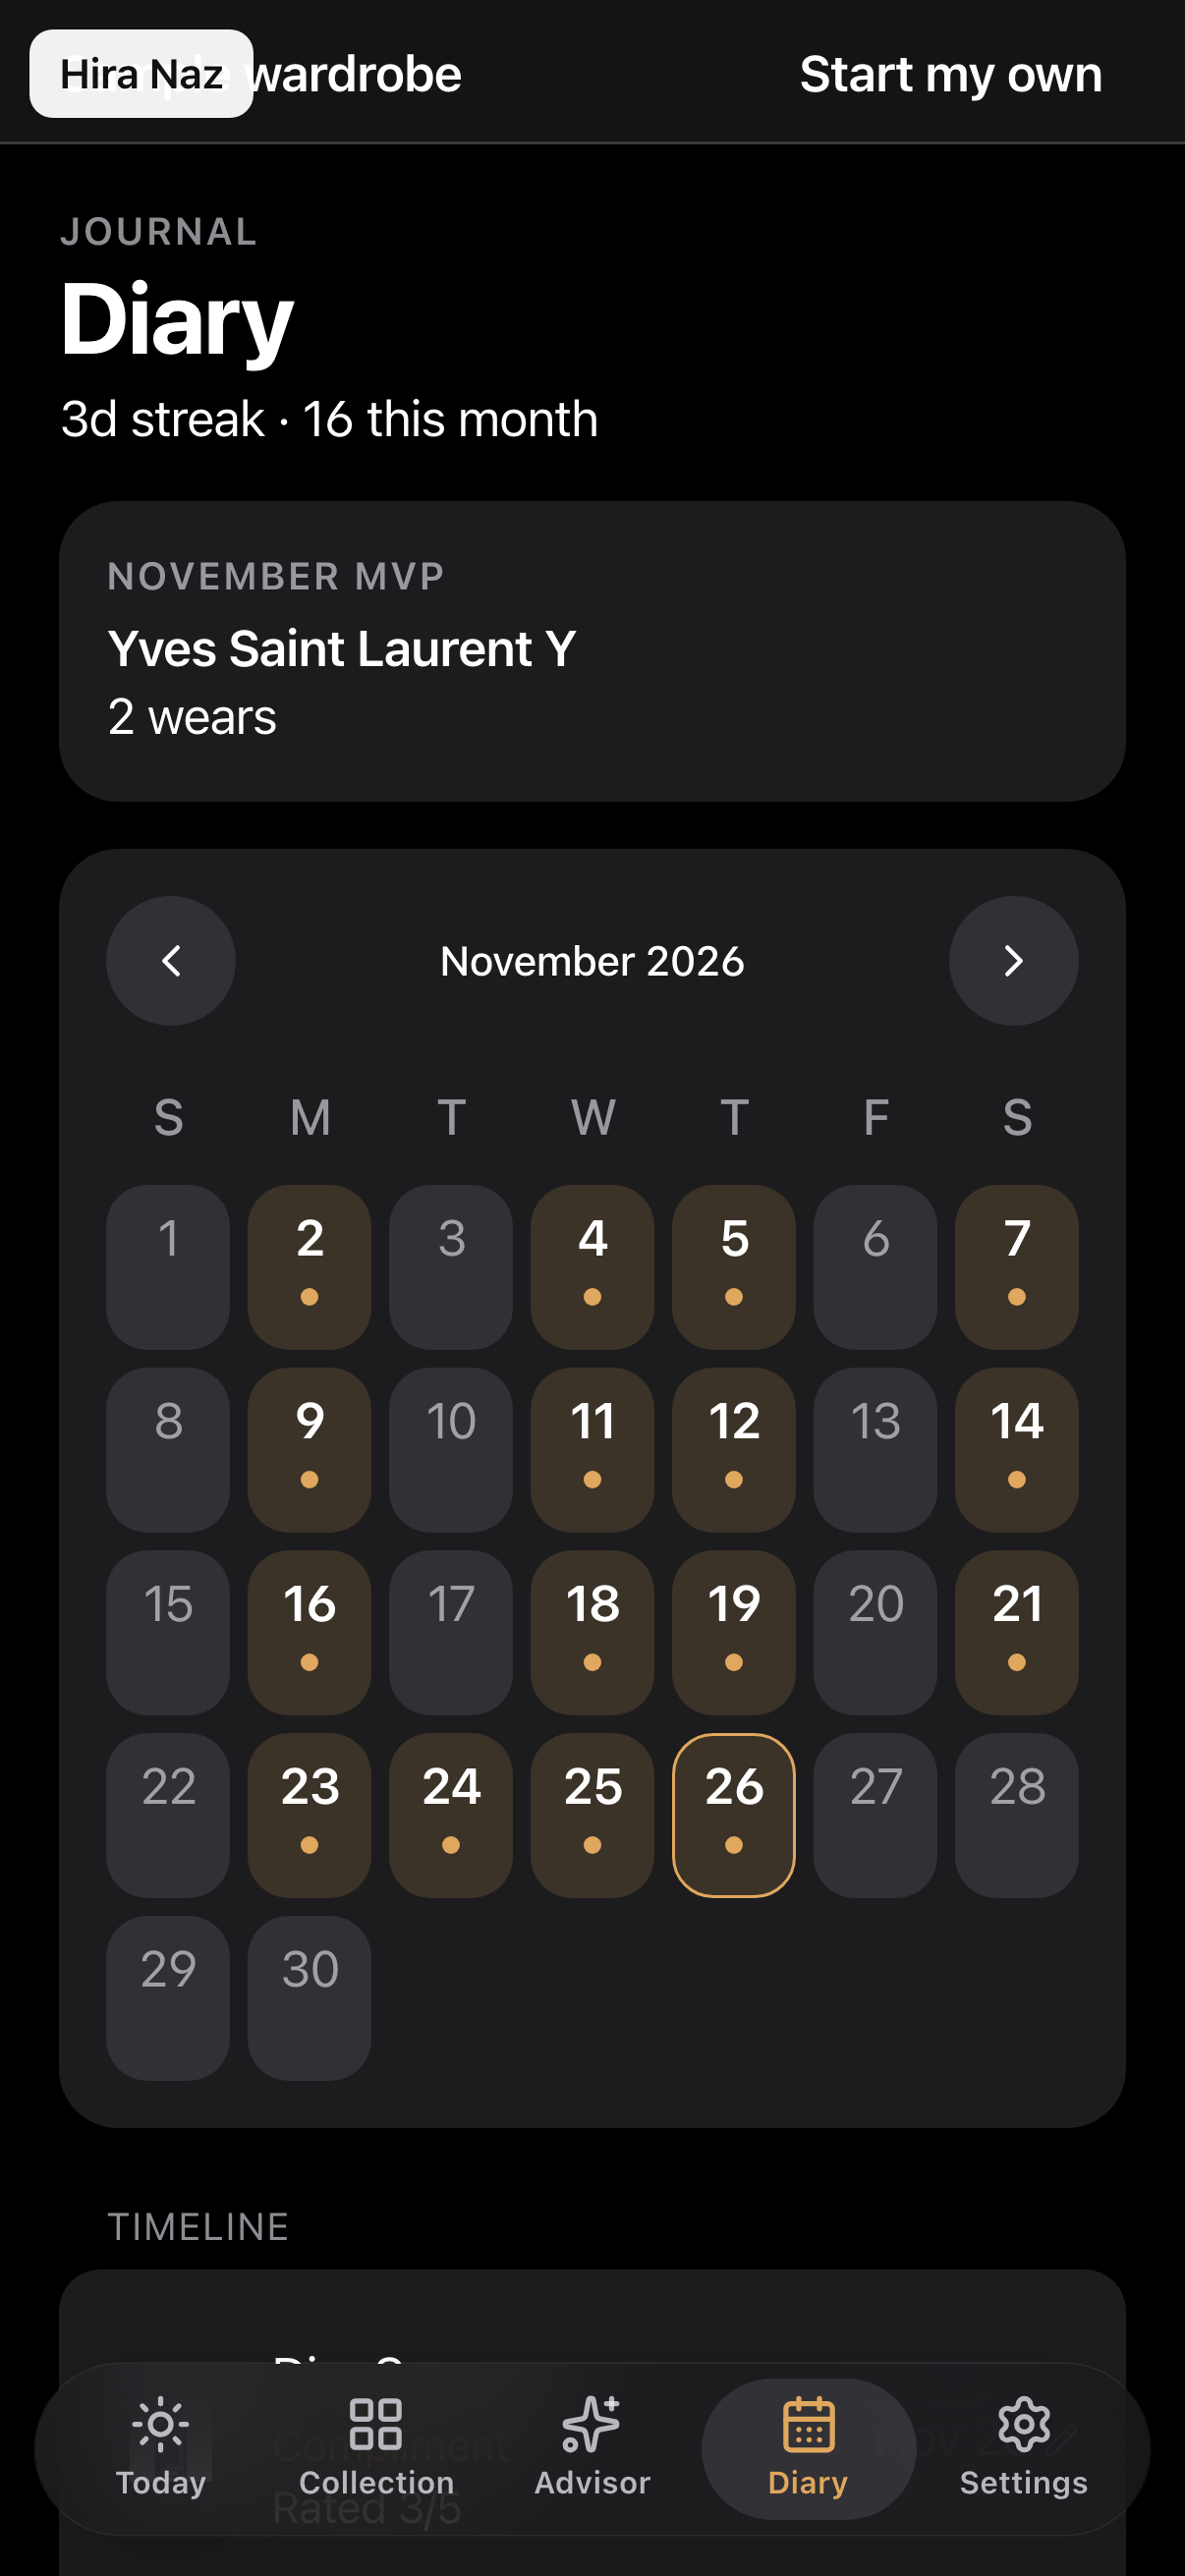 Hira Naz
wardrobe
Start my own
JOURNAL
Diary
3d streak · 16 this month
NOVEMBER MVP
Yves Saint Laurent Y
2 wears
November 2026
S M T W T F S
1 2 3 4 5 6 7
8 9 10 11 12 13 14
15 16 17 18 19 20 21
22 23 24 25 26 27 28
29 30
TIMELINE
Compliment
Rated 3/5
Today Collection Advisor Diary Settings